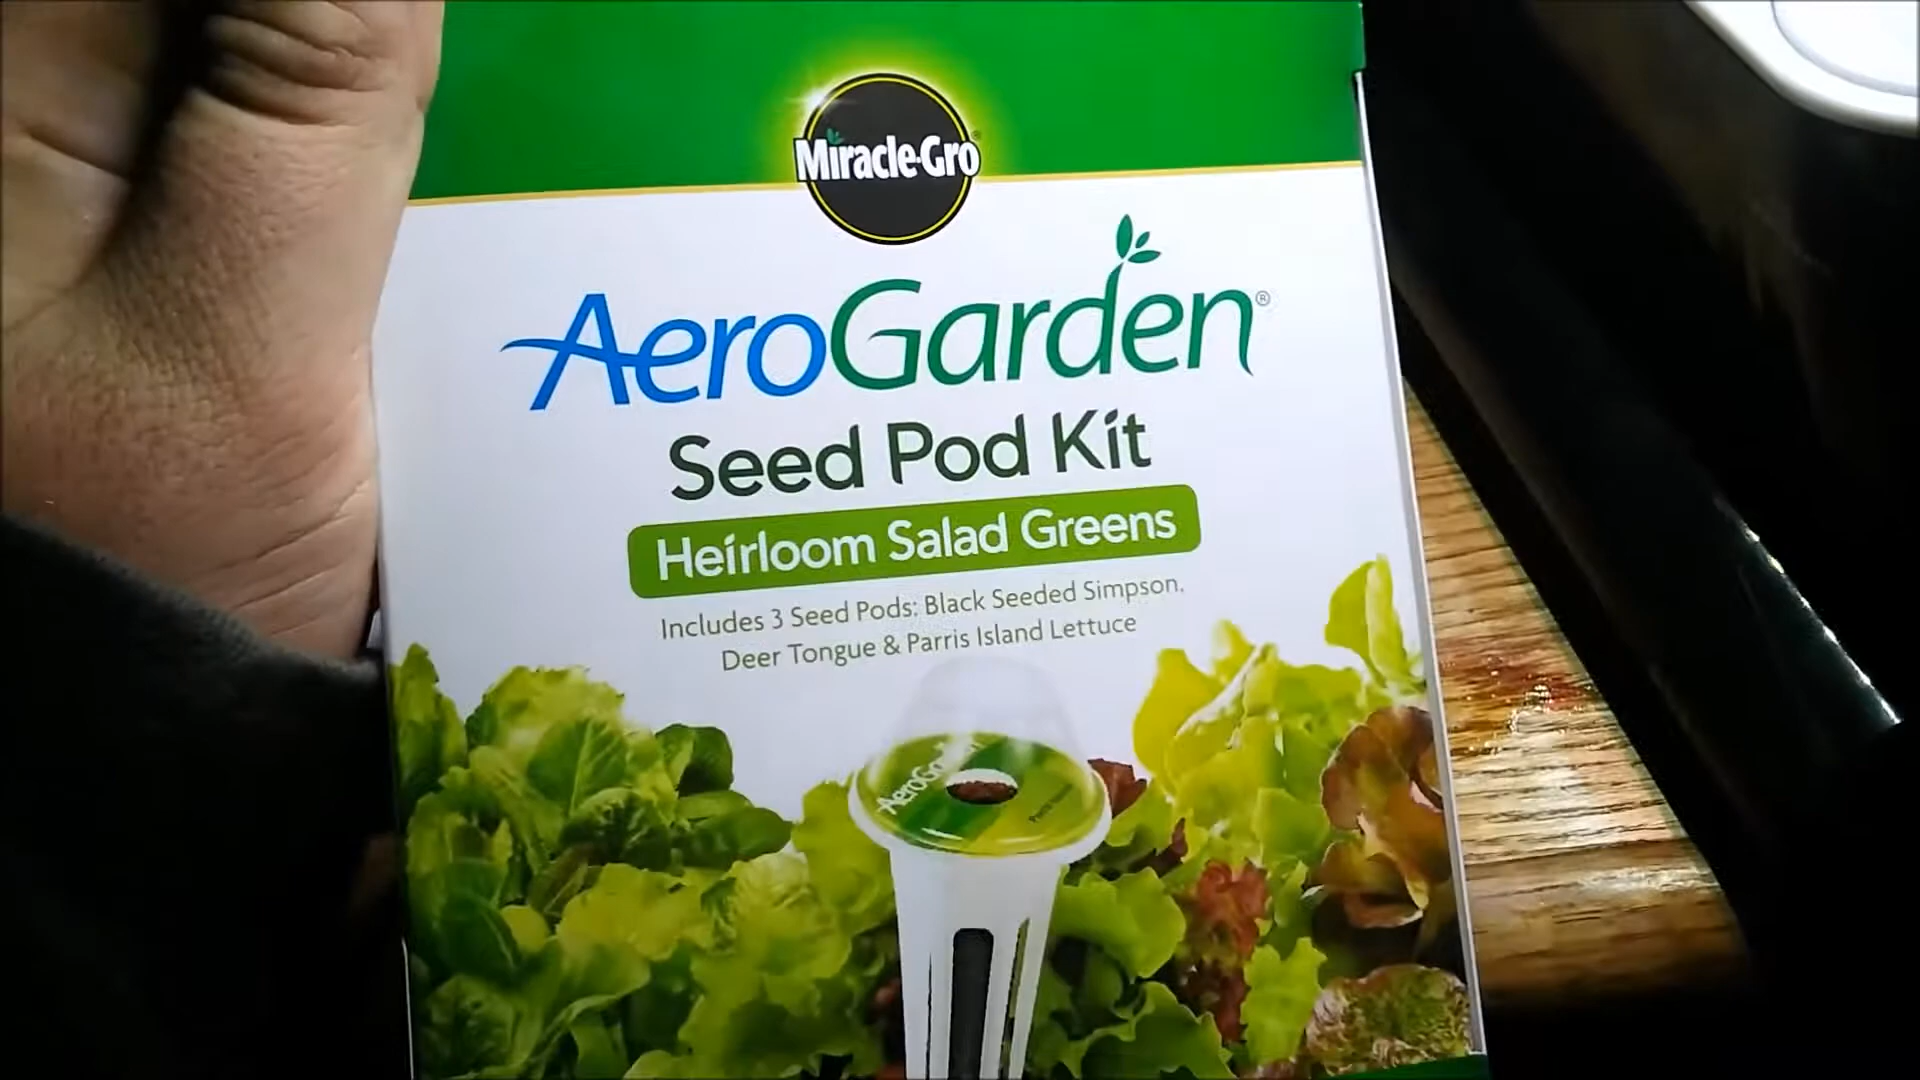 Miracle-Gro®
AeroGarden®
Seed Pod Kit
Heirloom Salad Greens
Includes 3 Seed Pods: Black Seeded Simpson,
Deer Tongue & Parris Island Lettuce